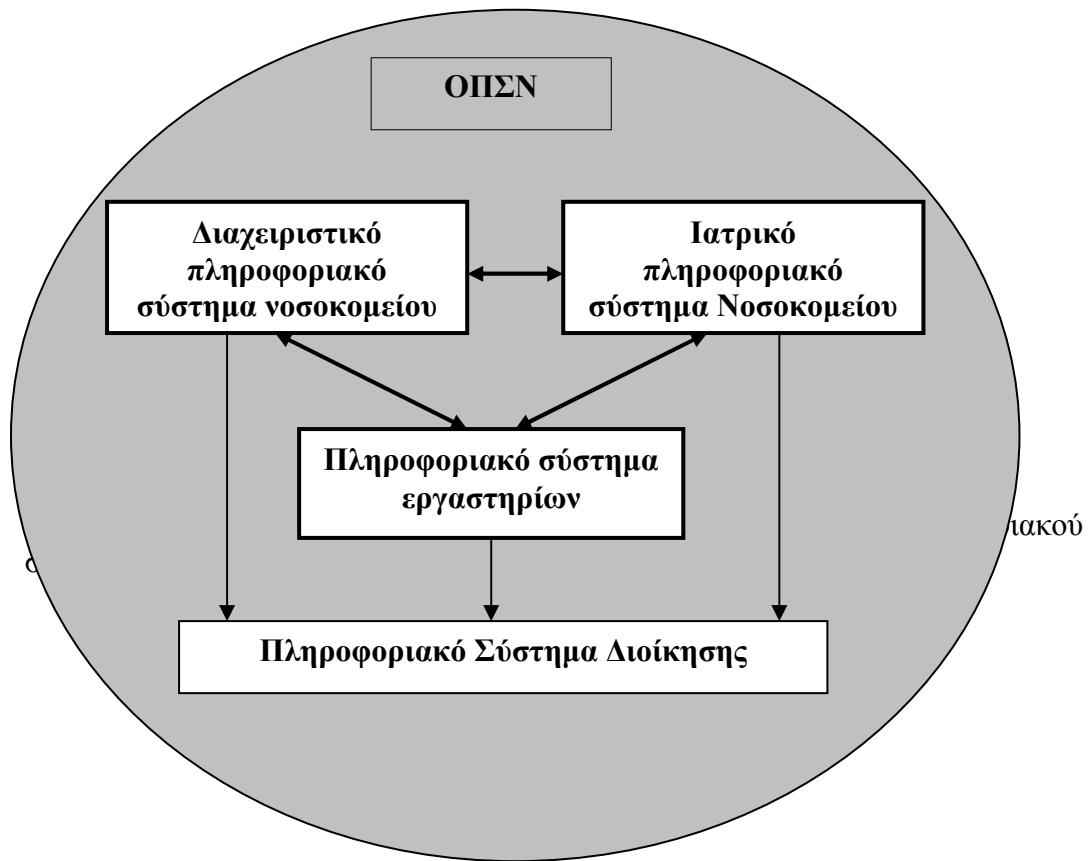 ΟΠΣΝ
Διαχειριστικό
πληροφοριακό
σύστημα νοσοκομείου
Ιατρικό
πληροφοριακό
σύστημα Νοσοκομείου
Πληροφοριακό σύστημα
εργαστηρίων
ιακού
Πληροφοριακό Σύστημα Διοίκησης